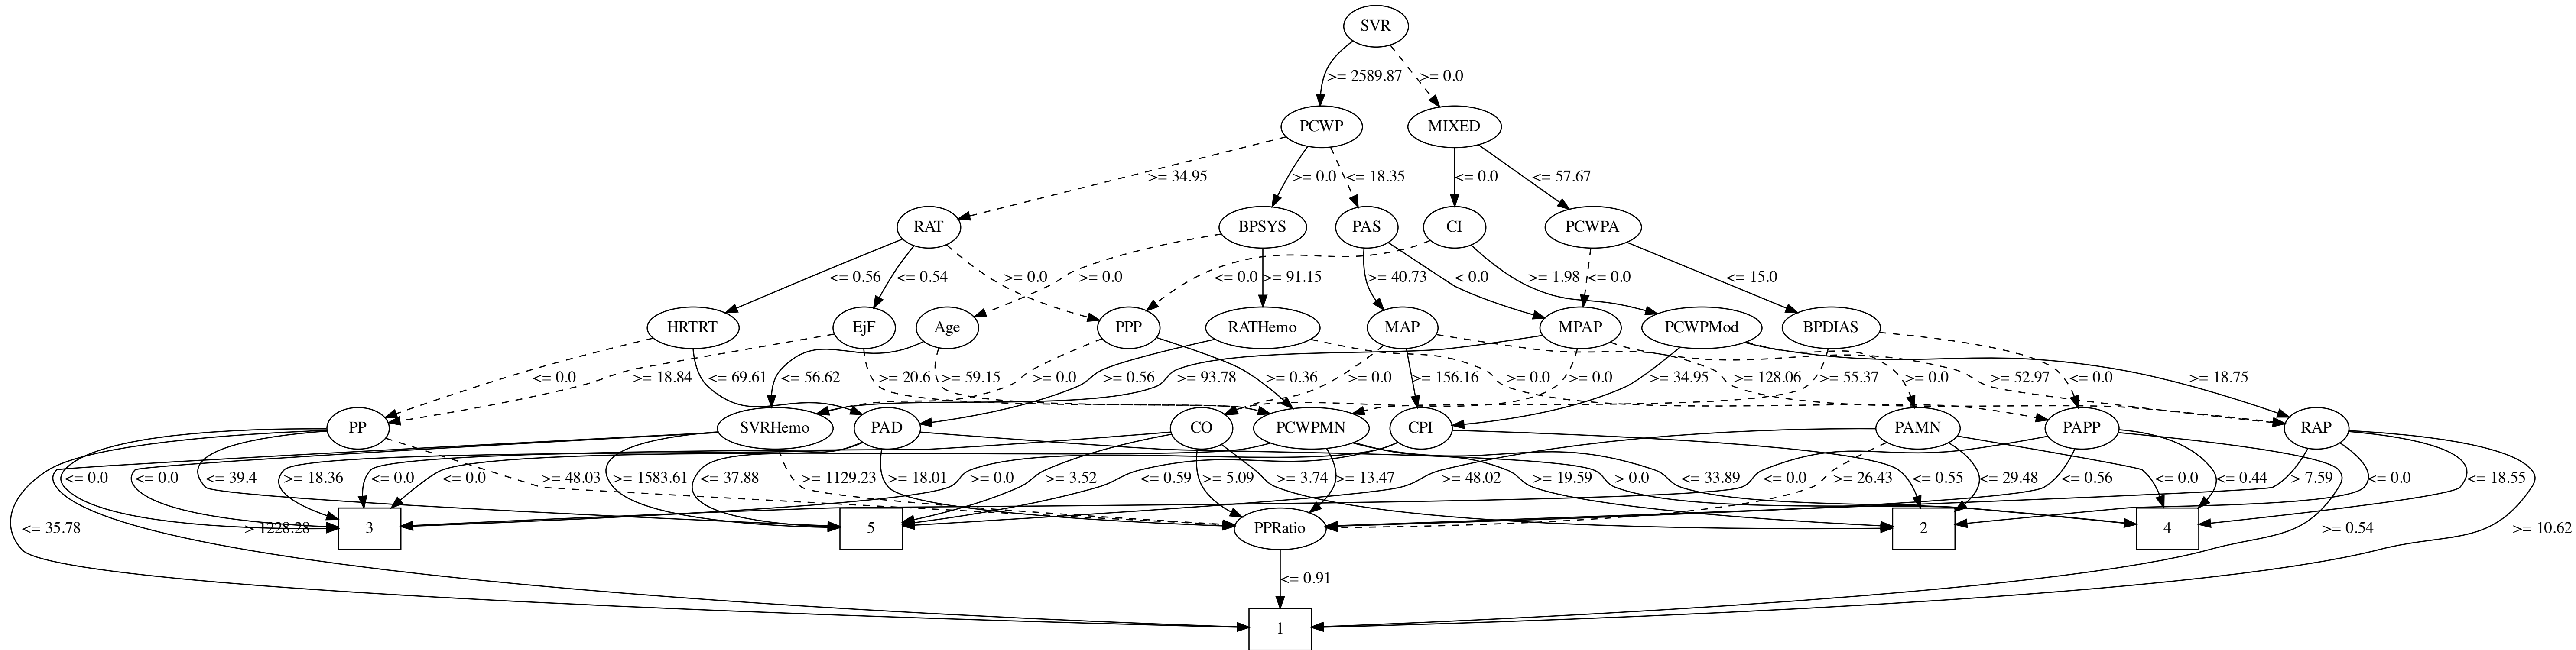 SVR
>= 2589.87 >= 0.0
PCWP MIXED
>= 34.95 >= 0.0 <= 18.35 <= 0.0 <= 57.67
RAT BPSYS PAS CI PCWPA
<= 0.56 <= 0.54 >= 0.0 >= 0.0 <= 0.0 >= 91.15 >= 40.73 < 0.0 >= 1.98 <= 0.0 <= 15.0
HRTRT EjF Age PPP RATHemo MAP MPAP PCWPMod BPDIAS
<= 0.0 >= 18.84 <= 69.61 <= 56.62 >= 20.6 >= 59.15 >= 0.0 >= 0.56 >= 93.78 >= 0.36 >= 0.0 >= 0.0 >= 156.16 >= 0.0 >= 34.95 >= 128.06 >= 55.37 >= 0.0 >= 52.97 <= 0.0 >= 18.75
PP SVRHemo PAD CO PCWPMN CPI PAMN PAPP RAP
<= 0.0 <= 0.0 <= 39.4 >= 18.36 <= 0.0 <= 0.0 >= 48.03 >= 1583.61 <= 37.88 >= 1129.23 >= 18.01 >= 0.0 >= 3.52 <= 0.59 >= 5.09 >= 3.74 >= 13.47 >= 48.02 >= 19.59 > 0.0 <= 33.89 <= 0.0 >= 26.43 <= 0.55 <= 29.48 <= 0.56 <= 0.0 <= 0.44 > 7.59 <= 0.0 <= 18.55
<= 35.78 > 1228.28 3 5 PPRatio 2 4 >= 0.54 >= 10.62
<= 0.91
1